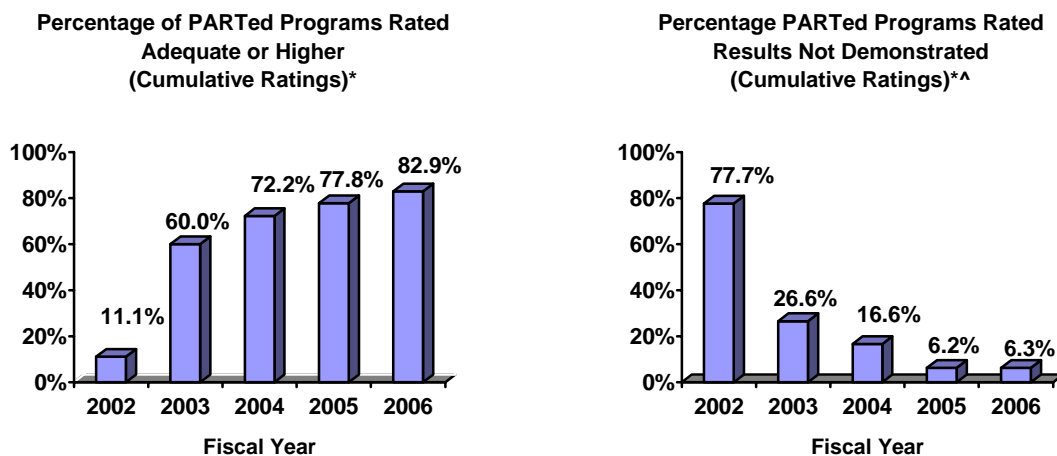 Percentage of PARTed Programs Rated
Adequate or Higher
(Cumulative Ratings)*
100%
80%
60%
40%
20%
0%
11.1%
60.0%
72.2%
77.8%
82.9%
2002 2003 2004 2005 2006
Fiscal Year
Percentage PARTed Programs Rated
Results Not Demonstrated
(Cumulative Ratings)*^
100%
80%
60%
40%
20%
0%
77.7%
26.6%
16.6%
6.2%
6.3%
2002 2003 2004 2005 2006
Fiscal Year